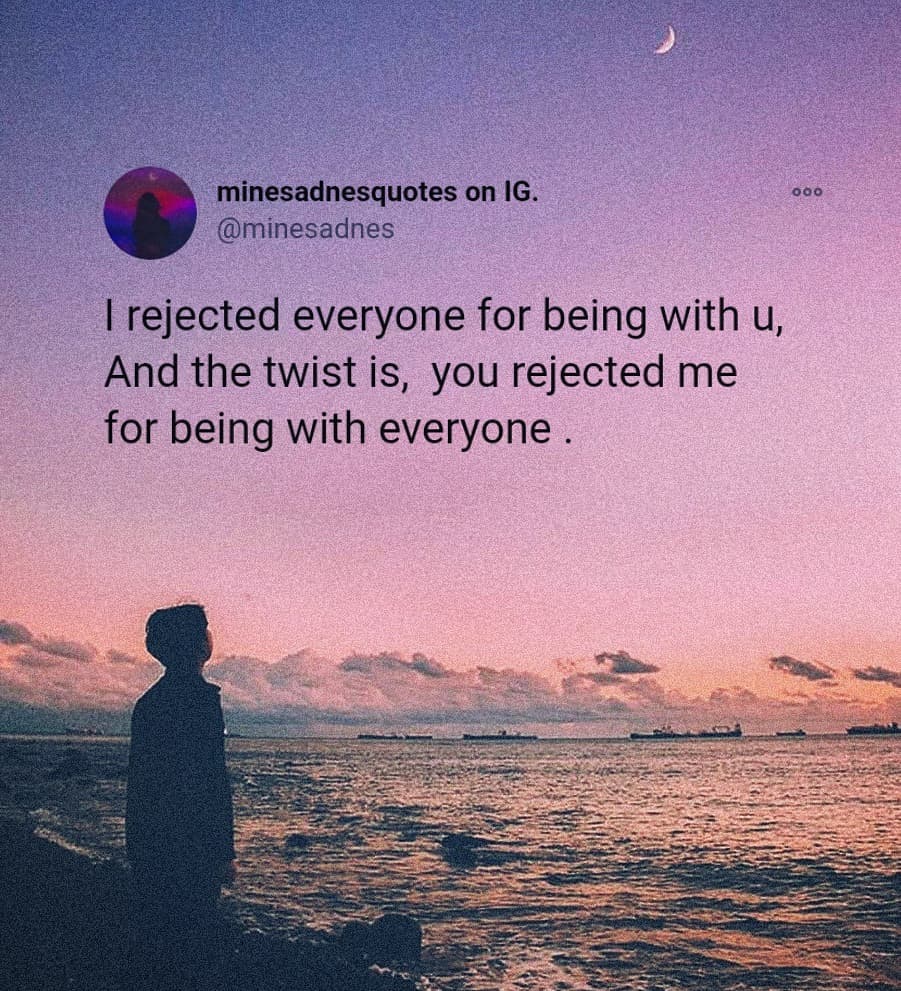 minesadnesquotes on IG.
@minesadnes
I rejected everyone for being with u,
And the twist is,  you rejected me
for being with everyone .